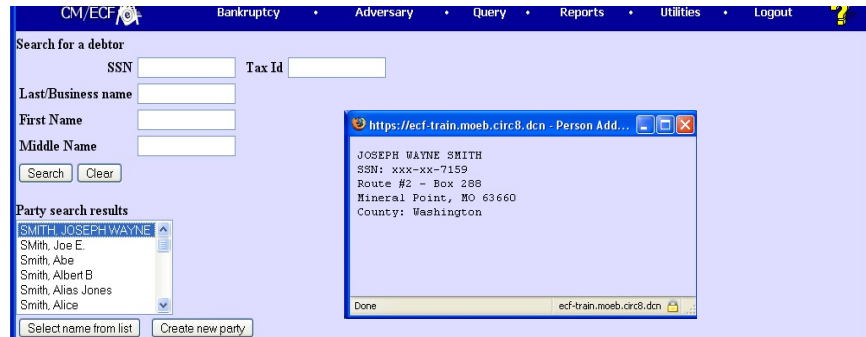 CM/ECF Bankruptcy • Adversary • Query • Reports • Utilities • Logout ?
Search for a debtor
SSN Tax Id
Last/Business name
First Name
Middle Name
Search Clear
Party search results
SMITH, JOSEPH WAYNE
SMith, Joe E.
Smith, Abe
Smith, Albert B
Smith, Alias Jones
Smith, Alice
Select name from list Create new party
https://ecf-train.moeb.circ8.dcn - Person Add...
JOSEPH WAYNE SMITH
SSN: xxx-xx-7159
Route #2 - Box 288
Mineral Point, MO 63660
County: Washington
Done ecf-train.moeb.circ8.dcn